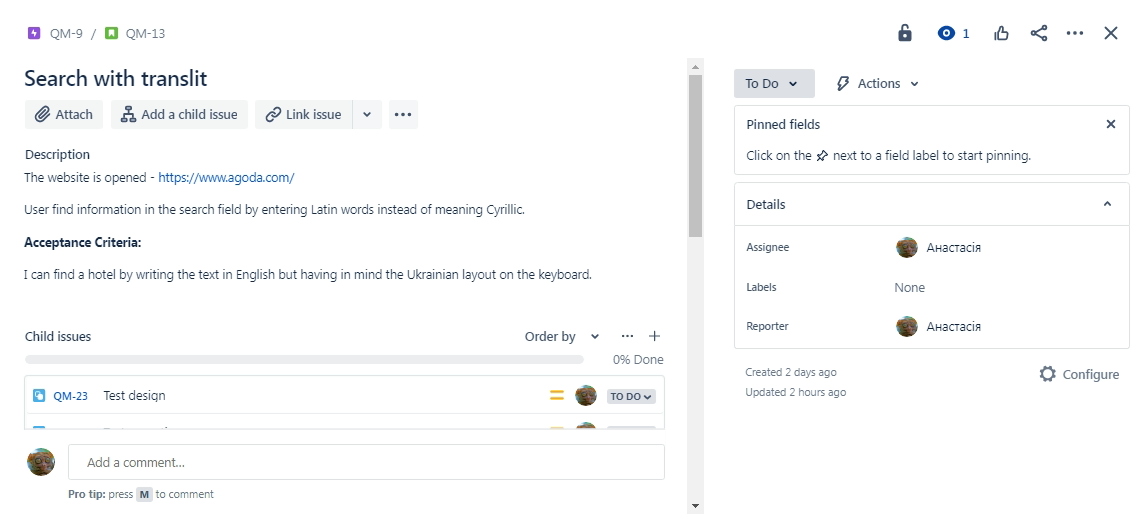 QM-9 / QM-13
1
Search with translit
Attach
Add a child issue
Link issue
Description
The website is opened - https://www.agoda.com/
User find information in the search field by entering Latin words instead of meaning Cyrillic.
Acceptance Criteria:
I can find a hotel by writing the text in English but having in mind the Ukrainian layout on the keyboard.
Child issues
Order by
0% Done
QM-23 Test design
TO DO
Add a comment...
Pro tip: press M to comment
To Do
Actions
Pinned fields
Click on the next to a field label to start pinning.
Details
Assignee
Анастасія
Labels
None
Reporter
Анастасія
Created 2 days ago
Updated 2 hours ago
Configure